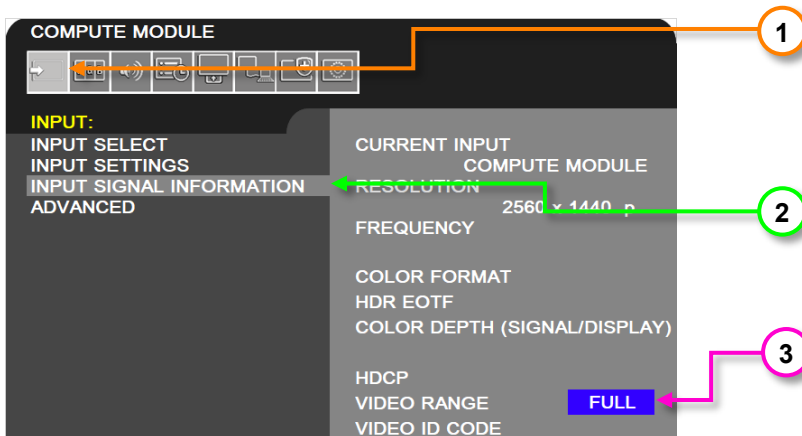 COMPUTE MODULE
1
INPUT:
INPUT SELECT
INPUT SETTINGS
INPUT SIGNAL INFORMATION
ADVANCED
2
CURRENT INPUT
COMPUTE MODULE
RESOLUTION
2560 x 1440 p
FREQUENCY
COLOR FORMAT
HDR EOTF
COLOR DEPTH (SIGNAL/DISPLAY)
3
HDCP
VIDEO RANGE FULL
VIDEO ID CODE